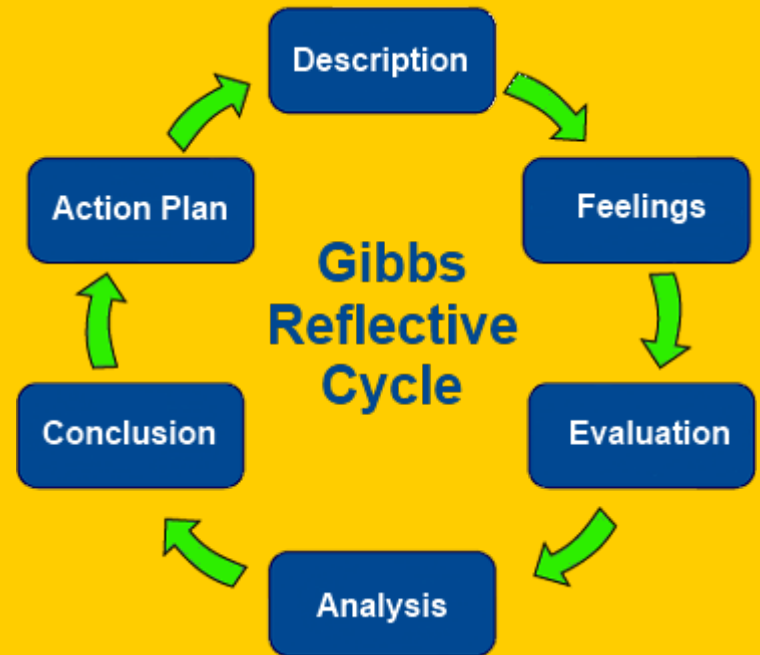 Description
Feelings
Evaluation
Analysis
Conclusion
Action Plan
Gibbs
Reflective
Cycle